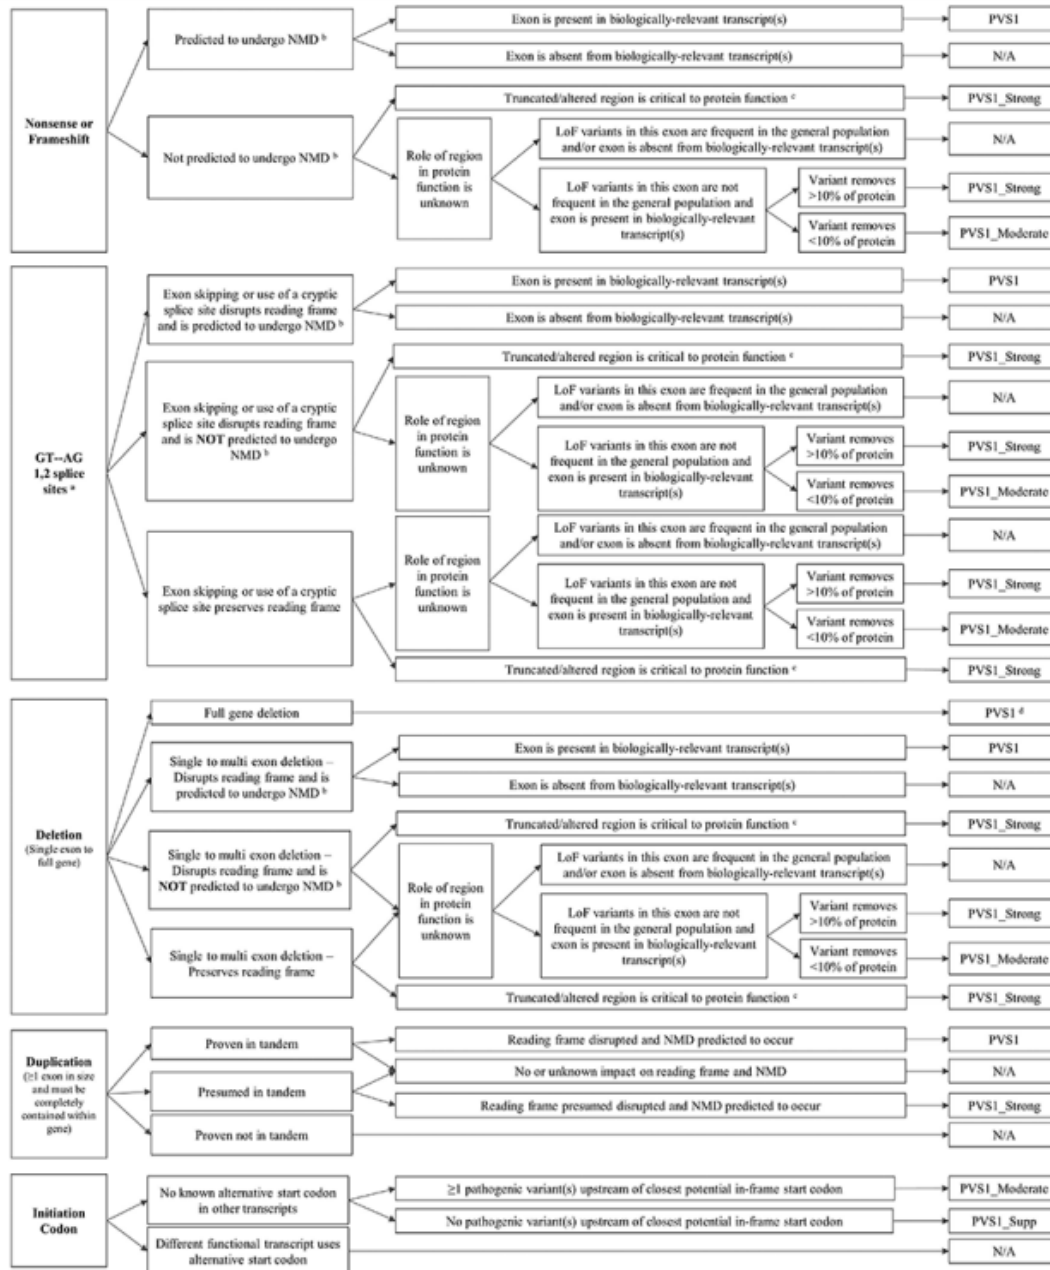 Exon is present in biologically-relevant transcript(s)
PVS1
Predicted to undergo NMD b
Exon is absent from biologically-relevant transcript(s)
N/A
Nonsense or
Frameshift
Truncated/altered region is critical to protein function c
PVS1_Strong
Not predicted to undergo NMD b
Role of region
in protein
function is
unknown
LoF variants in this exon are frequent in the general population
and/or exon is absent from biologically-relevant transcript(s)
N/A
LoF variants in this exon are not
frequent in the general population and
exon is present in biologically-relevant
transcript(s)
Variant removes
>10% of protein
PVS1_Strong
Variant removes
<10% of protein
PVS1_Moderate
GT--AG
1,2 splice
sites a
Exon skipping or use of a cryptic
splice site disrupts reading frame
and is predicted to undergo NMD b
Exon is present in biologically-relevant transcript(s)
PVS1
Exon is absent from biologically-relevant transcript(s)
N/A
Exon skipping or use of a cryptic
splice site disrupts reading frame
and is NOT predicted to undergo
NMD b
Truncated/altered region is critical to protein function c
PVS1_Strong
Role of region
in protein
function is
unknown
LoF variants in this exon are frequent in the general population
and/or exon is absent from biologically-relevant transcript(s)
N/A
LoF variants in this exon are not
frequent in the general population and
exon is present in biologically-relevant
transcript(s)
Variant removes
>10% of protein
PVS1_Strong
Variant removes
<10% of protein
PVS1_Moderate
Exon skipping or use of a cryptic
splice site preserves reading frame
Role of region
in protein
function is
unknown
LoF variants in this exon are frequent in the general population
and/or exon is absent from biologically-relevant transcript(s)
N/A
LoF variants in this exon are not
frequent in the general population and
exon is present in biologically-relevant
transcript(s)
Variant removes
>10% of protein
PVS1_Strong
Variant removes
<10% of protein
PVS1_Moderate
Truncated/altered region is critical to protein function c
PVS1_Strong
Deletion
(Single exon to
full gene)
Full gene deletion
PVS1 d
Single to multi exon deletion –
Disrupts reading frame and is
predicted to undergo NMD b
Exon is present in biologically-relevant transcript(s)
PVS1
Exon is absent from biologically-relevant transcript(s)
N/A
Single to multi exon deletion –
Disrupts reading frame and is
NOT predicted to undergo NMD b
Truncated/altered region is critical to protein function c
PVS1_Strong
Role of region
in protein
function is
unknown
LoF variants in this exon are frequent in the general population
and/or exon is absent from biologically-relevant transcript(s)
N/A
LoF variants in this exon are not
frequent in the general population and
exon is present in biologically-relevant
transcript(s)
Variant removes
>10% of protein
PVS1_Strong
Variant removes
<10% of protein
PVS1_Moderate
Single to multi exon deletion –
Preserves reading frame
Truncated/altered region is critical to protein function c
PVS1_Strong
Duplication
(≥1 exon in size
and must be
completely
contained within
gene)
Proven in tandem
Reading frame disrupted and NMD predicted to occur
PVS1
No or unknown impact on reading frame and NMD
N/A
Presumed in tandem
Reading frame presumed disrupted and NMD predicted to occur
PVS1_Strong
Proven not in tandem
N/A
Initiation
Codon
No known alternative start codon
in other transcripts
≥1 pathogenic variant(s) upstream of closest potential in-frame start codon
PVS1_Moderate
No pathogenic variant(s) upstream of closest potential in-frame start codon
PVS1_Supp
Different functional transcript uses
alternative start codon
N/A